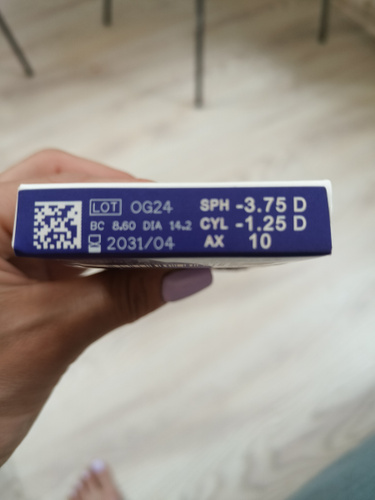 LOT OG24 SPH -3.75 D
BC 8.60 DIA 14.2 CYL -1.25 D
2031/04 AX 10